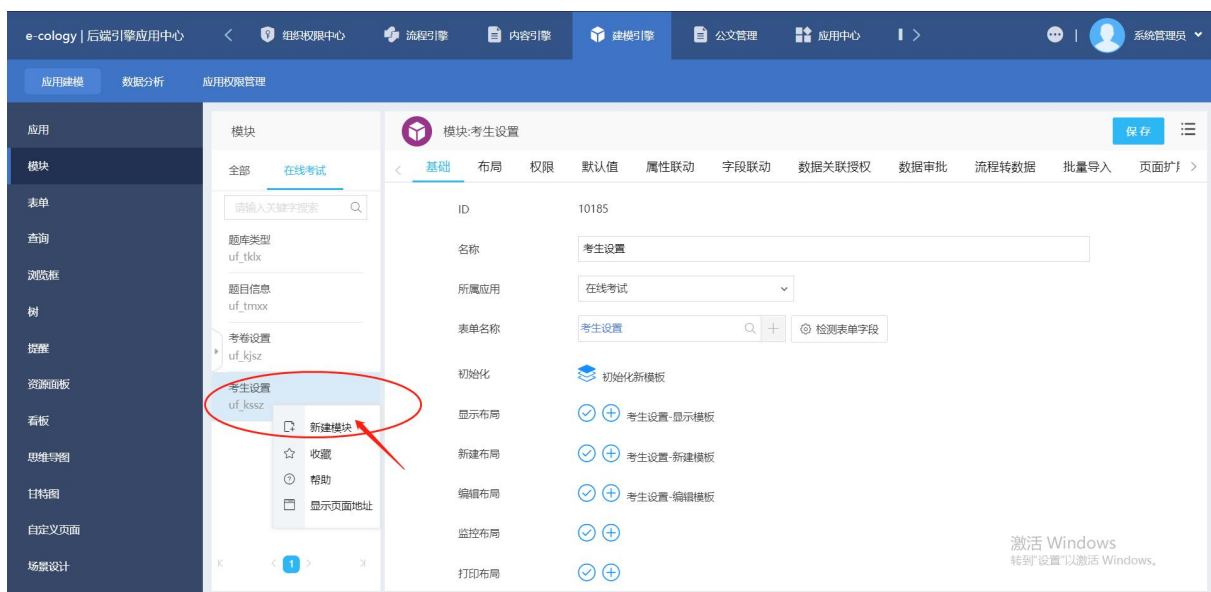 e-cology | 后端引擎应用中心 组织权限中心 流程引擎 内容引擎 建模引擎 公文管理 应用中心 系统管理员
应用建模 数据分析 应用权限管理
应用
模块
表单
查询
浏览框
树
提醒
资源面板
看板
思维导图
甘特图
自定义页面
场景设计
模块
全部 在线考试
请输入关键字搜索
题库类型
uf_tklx
题目信息
uf_tmxx
考卷设置
uf_kjsz
考生设置
uf_kssz
新建模块
收藏
帮助
显示页面地址
1
模块:考生设置 保存
基础 布局 权限 默认值 属性联动 字段联动 数据关联授权 数据审批 流程转数据 批量导入 页面扩
ID 10185
名称 考生设置
所属应用 在线考试
表单名称 考生设置 检测表单字段
初始化 初始化新模板
显示布局 考生设置-显示模板
新建布局 考生设置-新建模板
编辑布局 考生设置-编辑模板
监控布局
打印布局
激活 Windows
转到"设置"以激活 Windows。